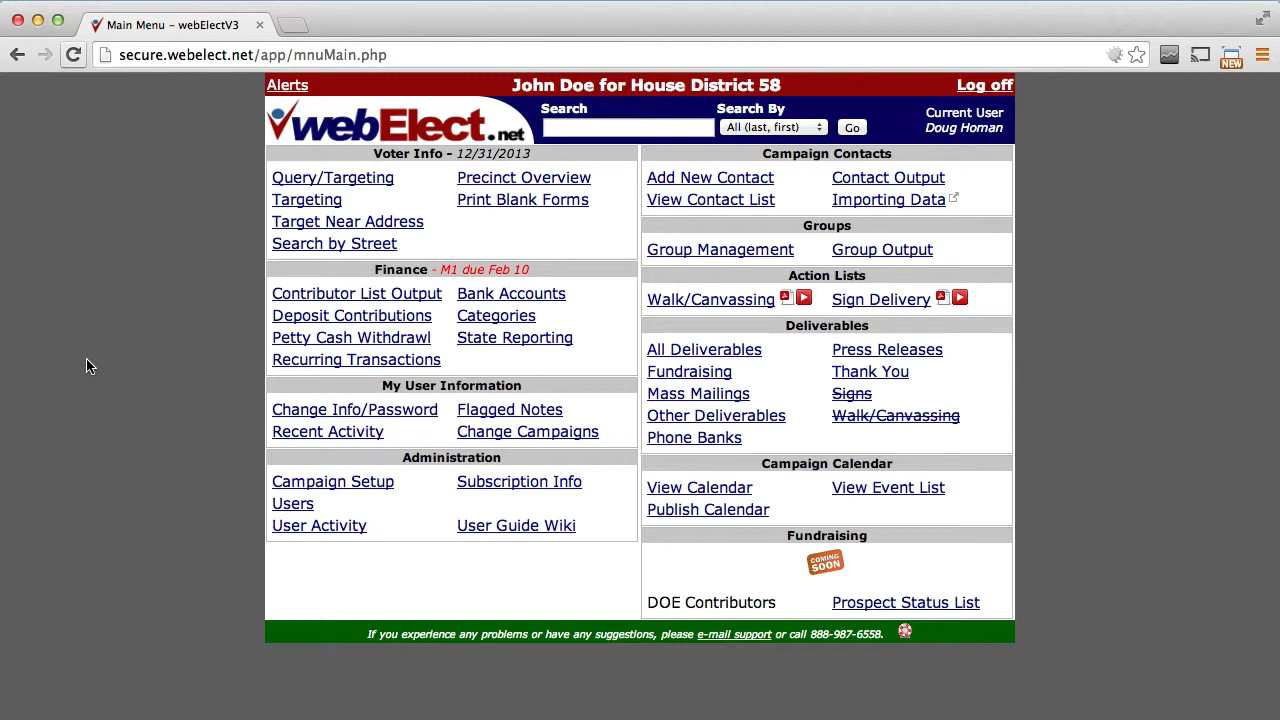 Main Menu – webElectV3
secure.webelect.net/app/mnuMain.php
NEW
Alerts
John Doe for House District 58
Log off
webElect.net
Search
Search By
All (last, first)
Go
Current User
Doug Homan
Voter Info - 12/31/2013
Query/Targeting
Precinct Overview
Targeting
Print Blank Forms
Target Near Address
Search by Street
Finance - M1 due Feb 10
Contributor List Output
Bank Accounts
Deposit Contributions
Categories
Petty Cash Withdrawl
State Reporting
Recurring Transactions
My User Information
Change Info/Password
Flagged Notes
Recent Activity
Change Campaigns
Administration
Campaign Setup
Subscription Info
Users
User Activity
User Guide Wiki
Campaign Contacts
Add New Contact
Contact Output
View Contact List
Importing Data
Groups
Group Management
Group Output
Action Lists
Walk/Canvassing
Sign Delivery
Deliverables
All Deliverables
Press Releases
Fundraising
Thank You
Mass Mailings
Signs
Other Deliverables
Walk/Canvassing
Phone Banks
Campaign Calendar
View Calendar
View Event List
Publish Calendar
Fundraising
COMING
SOON
DOE Contributors
Prospect Status List
If you experience any problems or have any suggestions, please e-mail support or call 888-987-6558.